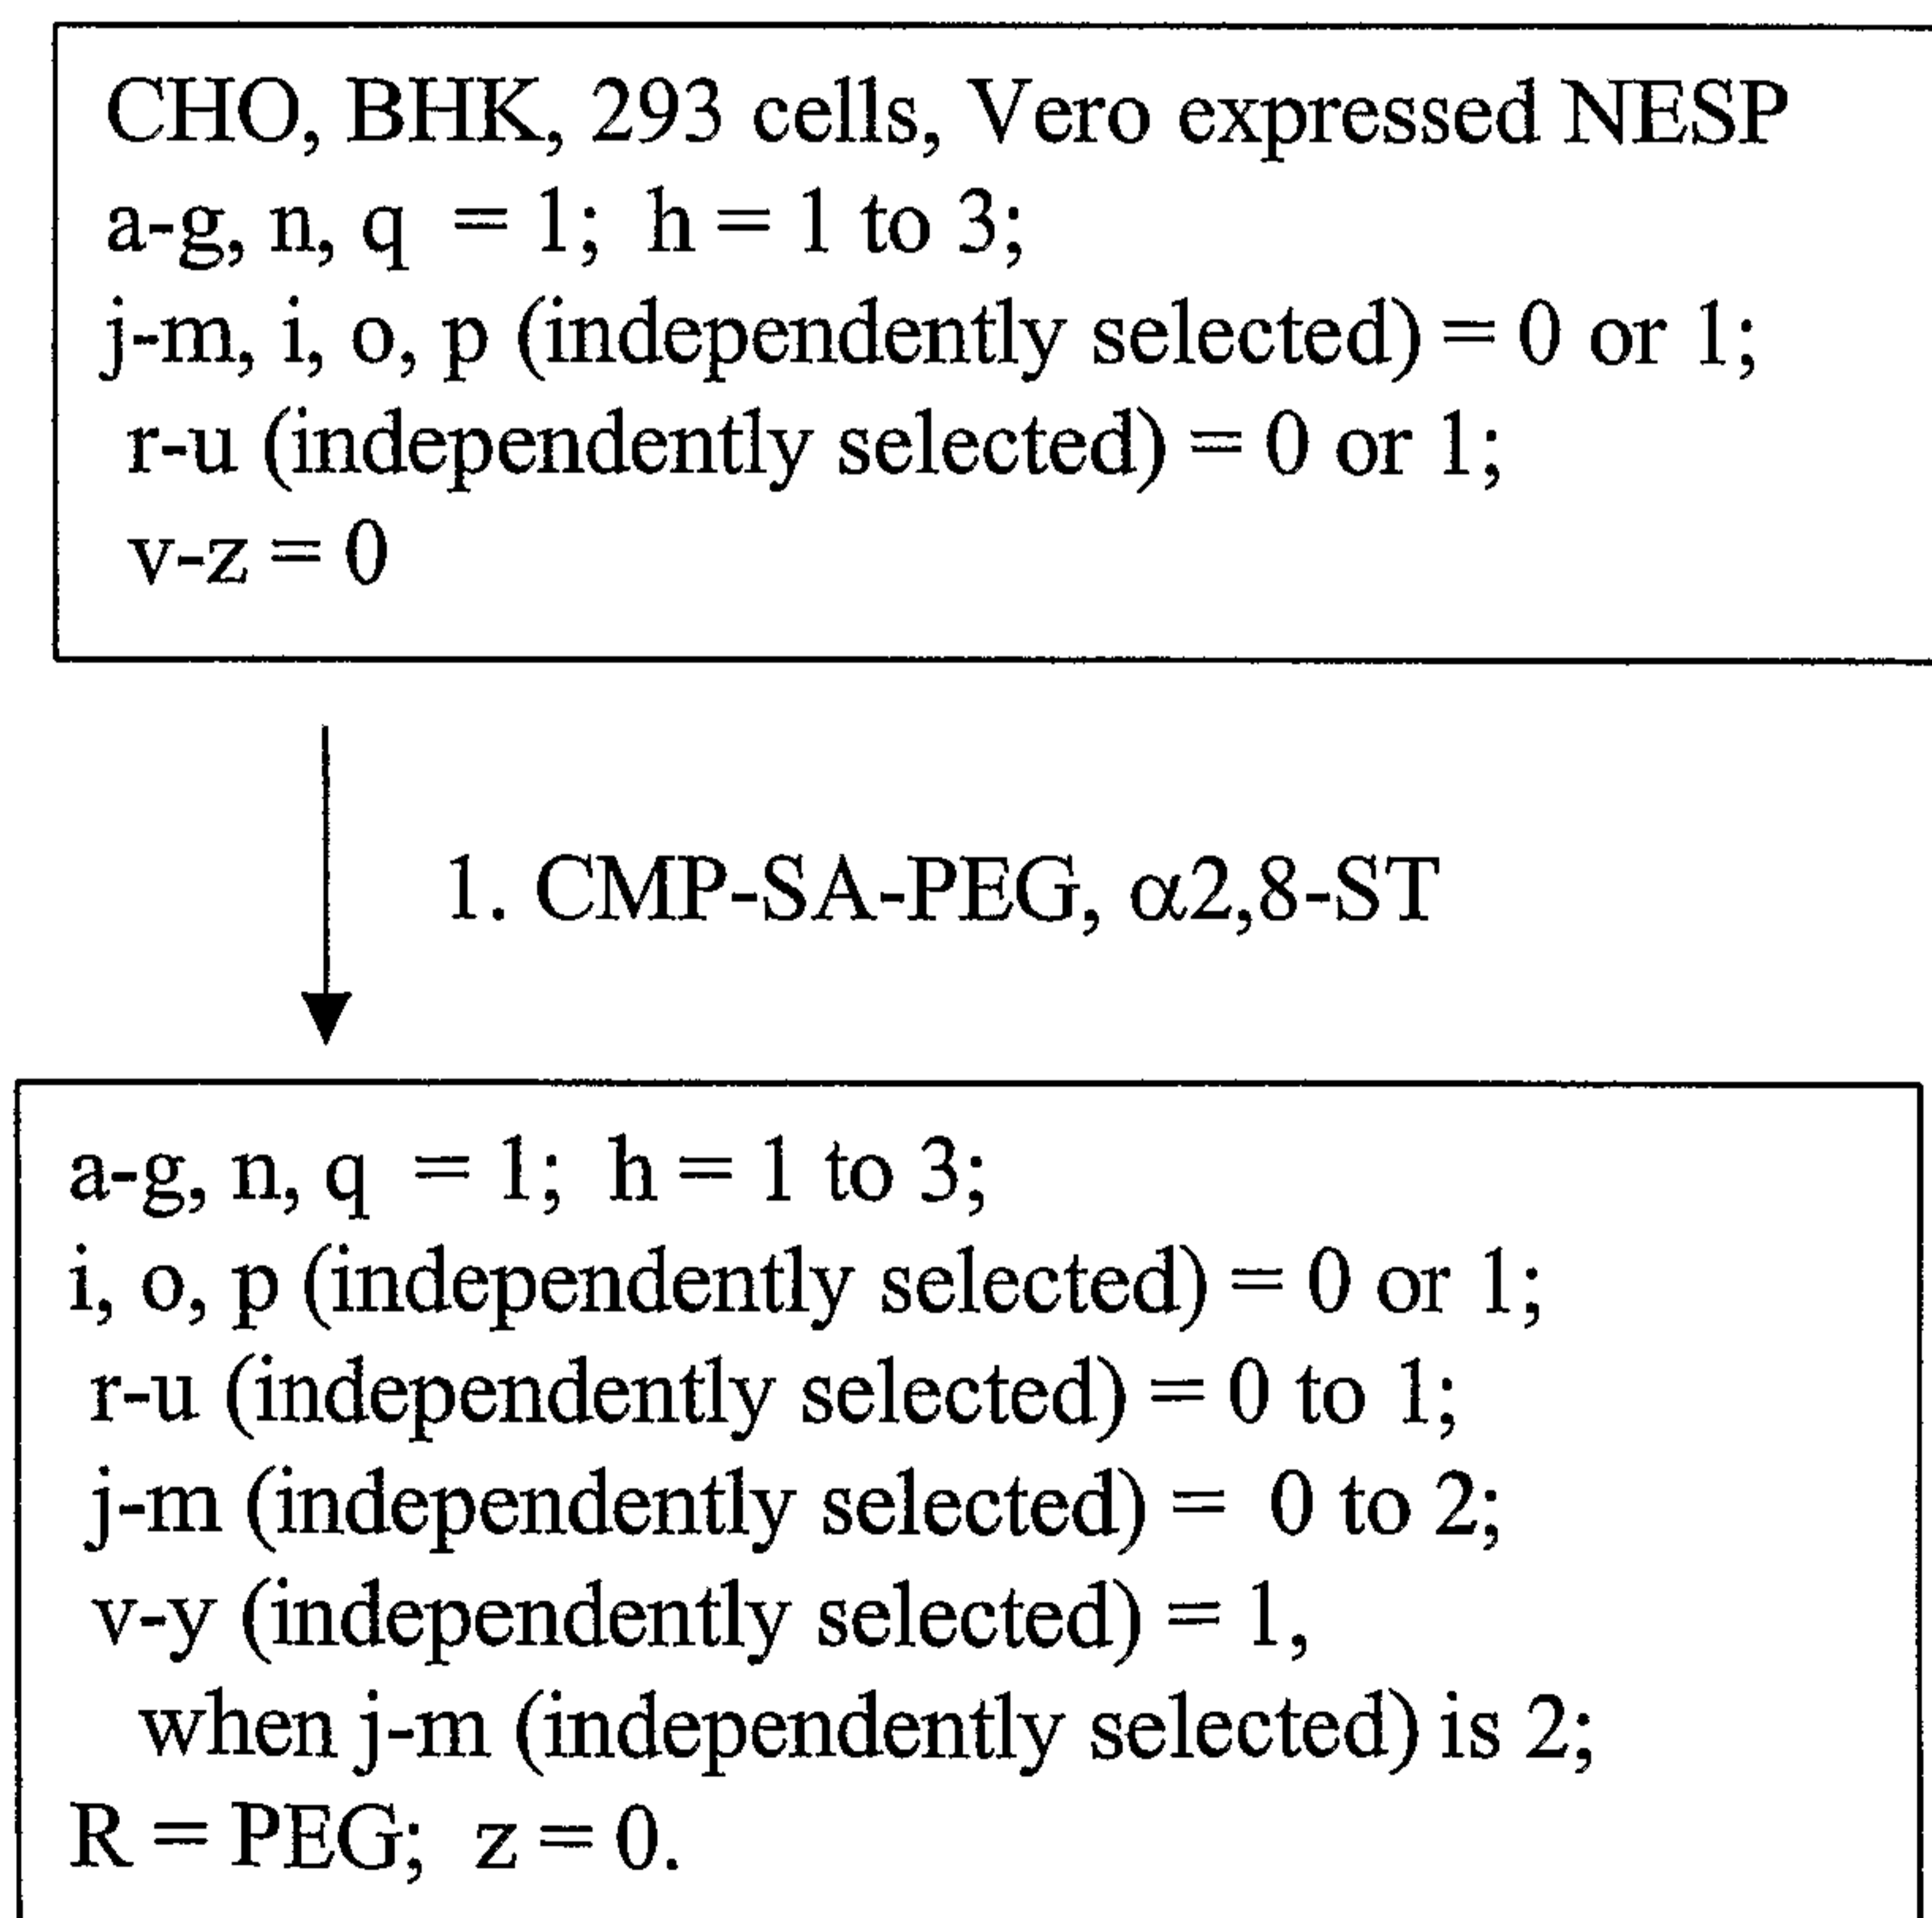 CHO, BHK, 293 cells, Vero expressed NESP
a-g, n, q = 1; h = 1 to 3;
j-m, i, o, p (independently selected) = 0 or 1;
r-u (independently selected) = 0 or 1;
v-z = 0
1. CMP-SA-PEG, α2,8-ST
a-g, n, q = 1; h = 1 to 3;
i, o, p (independently selected) = 0 or 1;
r-u (independently selected) = 0 to 1;
j-m (independently selected) = 0 to 2;
v-y (independently selected) = 1,
when j-m (independently selected) is 2;
R = PEG; z = 0.